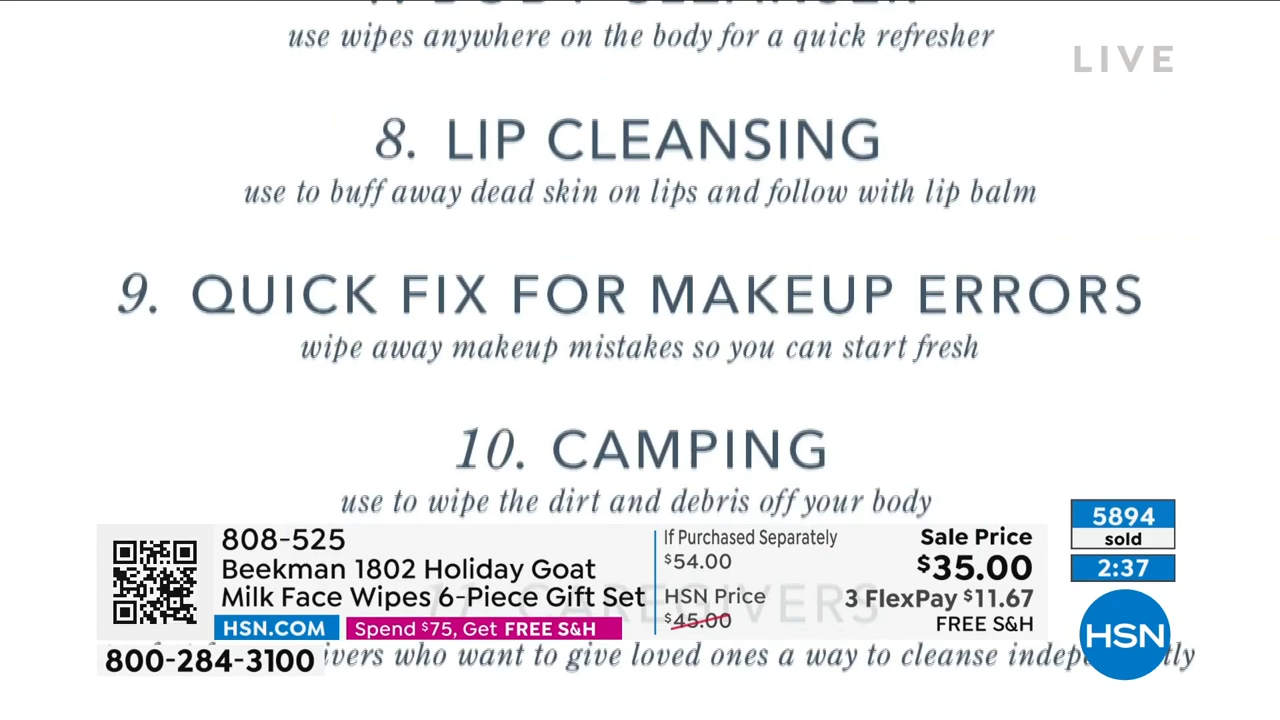 A BODY CLEANSER
use wipes anywhere on the body for a quick refresher
LIVE
8. LIP CLEANSING
use to buff away dead skin on lips and follow with lip balm
9. QUICK FIX FOR MAKEUP ERRORS
wipe away makeup mistakes so you can start fresh
10. CAMPING
use to wipe the dirt and debris off your body
11. CAREGIVERS
who want to give loved ones a way to cleanse
808-525
Beekman 1802 Holiday Goat
Milk Face Wipes 6-Piece Gift Set
HSN.COM
Spend $75, Get FREE S&H
800-284-3100
If Purchased Separately
$54.00
HSN Price
$45.00
Sale Price
$35.00
3 FlexPay $11.67
FREE S&H
5894
sold
2:37
HSN